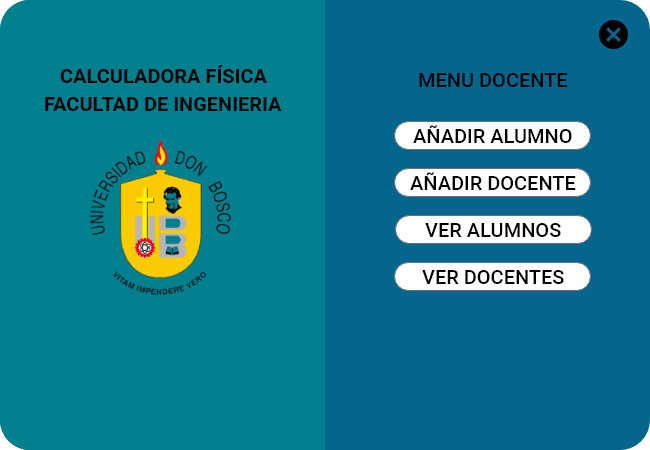 CALCULADORA FÍSICA
FACULTAD DE INGENIERIA
UNIVERSIDAD DON BOSCO
UDB
VITAM IMPENDERE VERO
MENU DOCENTE
AÑADIR ALUMNO
AÑADIR DOCENTE
VER ALUMNOS
VER DOCENTES